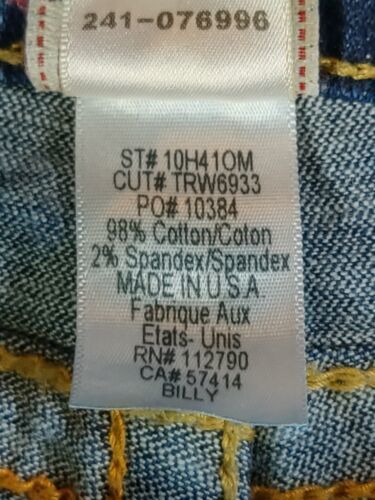 241-076996
ST# 10H41OM
CUT# TRW6933
PO# 10384
98% Cotton/Coton
2% Spandex/Spandex
MADE IN U.S.A.
Fabrique Aux
Etats- Unis
RN# 112790
CA# 57414
BILLY